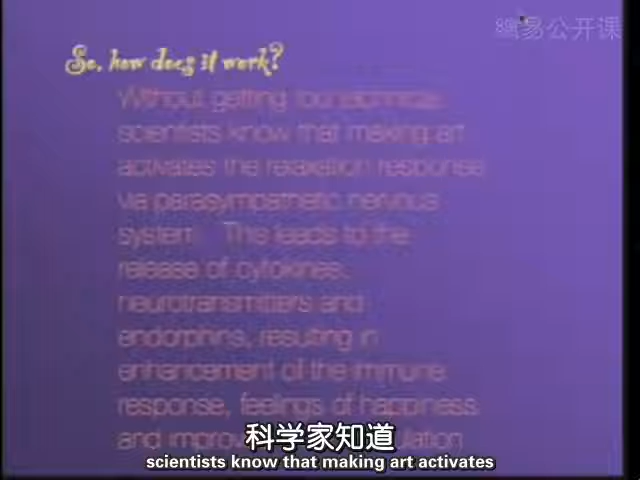 網易公开课
So, how does it work?
Without getting too technical,
scientists know that making art
activates the relaxation response
via parasympathetic nervous
system. This leads to the
release of cytokines,
neurotransmitters and
endorphins, resulting in
enhancement of the immune
response, feelings of happiness
and
科学家知道
scientists know that making art activates